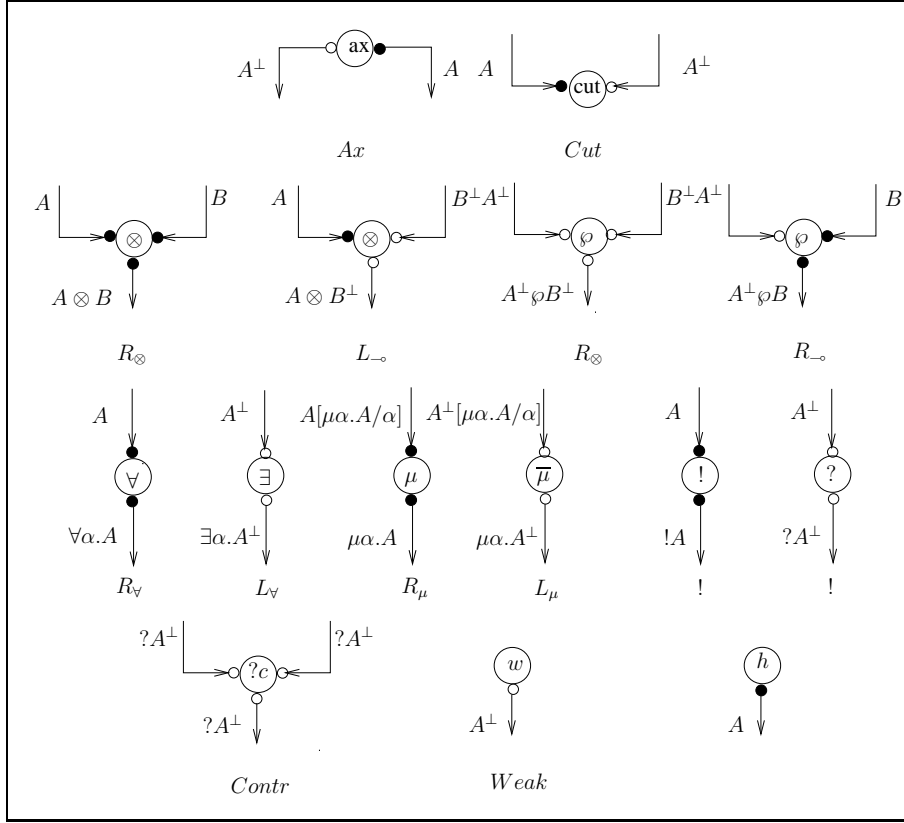 ax
A^⊥ A A cut A^⊥
Ax Cut
A B A B^⊥ A^⊥ B^⊥ A^⊥ B
⊗ ⊗ ℘ ℘
A ⊗ B A ⊗ B^⊥ A^⊥℘B^⊥ A^⊥℘B
R_⊗ L_⊸ R_⊗ R_⊸
A A^⊥ A[μα.A/α] A^⊥[μα.A/α] A A^⊥
∀ ∃ μ μ̅ ! ?
∀α.A ∃α.A^⊥ μα.A μα.A^⊥ !A ?A^⊥
R_∀ L_∀ R_μ L_μ ! !
?A^⊥ ?A^⊥
?c w h
?A^⊥ A^⊥ A
Contr Weak